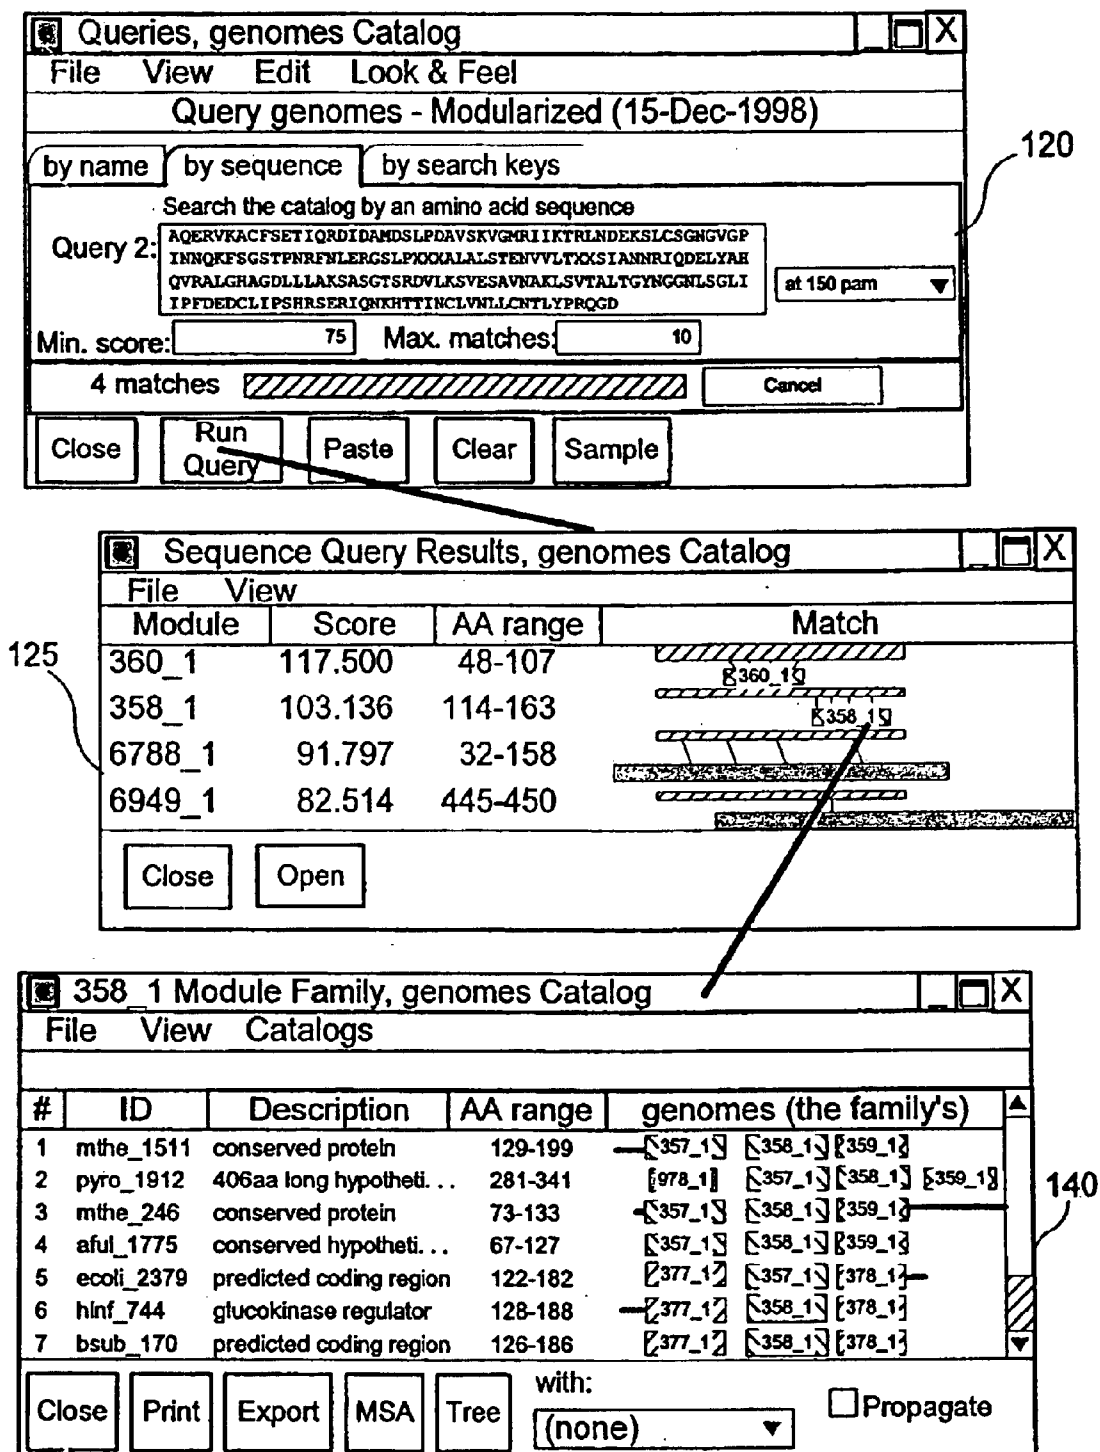 Queries, genomes Catalog
File View Edit Look & Feel
Query genomes - Modularized (15-Dec-1998)
by name by sequence by search keys
120
Search the catalog by an amino acid sequence
Query 2:
AQERVKACFSETIQRDIDAMDSLPDAVSKVGMRIIKTRLNDEKSLCSGNGVGP
INNQKFSGSTPNRFNLERGSLPXXXALALSTENVVLTXXSIANNRIQDELYAH
QVRALGHAGDLLLAKSASGTSRDVLKSVESAVNAKLSVTALTGYNGGNLSGLI
IPFDEDCLIPSHRSERIQNKHTTINCLVNLLCNTLYPRQGD
at 150 pam
Min. score: 75 Max. matches: 10
4 matches Cancel
Close Run Query Paste Clear Sample
Sequence Query Results, genomes Catalog
File View
Module Score AA range Match
125
360_1 117.500 48-107 360_1
358_1 103.136 114-163 358_1
6788_1 91.797 32-158
6949_1 82.514 445-450
Close Open
358_1 Module Family, genomes Catalog
File View Catalogs
# ID Description AA range genomes (the family's)
1 mthe_1511 conserved protein 129-199 357_1 358_1 359_1
2 pyro_1912 406aa long hypotheti. . . 281-341 978_1 357_1 358_1 359_1
140
3 mthe_246 conserved protein 73-133 357_1 358_1 359_1
4 aful_1775 conserved hypotheti. . . 67-127 357_1 358_1 359_1
5 ecoli_2379 predicted coding region 122-182 377_1 357_1 378_1
6 hinf_744 glucokinase regulator 128-188 377_1 358_1 378_1
7 bsub_170 predicted coding region 126-186 377_1 358_1 378_1
Close Print Export MSA Tree with: (none) Propagate